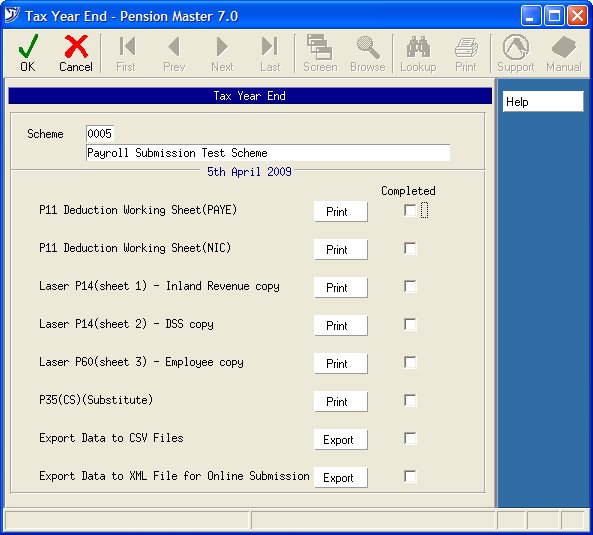 Tax Year End - Pension Master 7.0
OK Cancel First Prev Next Last Screen Browse Lookup Print Support Manual
Tax Year End
Help
Scheme 0005
Payroll Submission Test Scheme
5th April 2009
Completed
P11 Deduction Working Sheet(PAYE) Print
P11 Deduction Working Sheet(NIC) Print
Laser P14(sheet 1) - Inland Revenue copy Print
Laser P14(sheet 2) - DSS copy Print
Laser P60(sheet 3) - Employee copy Print
P35(CS)(Substitute) Print
Export Data to CSV Files Export
Export Data to XML File for Online Submission Export